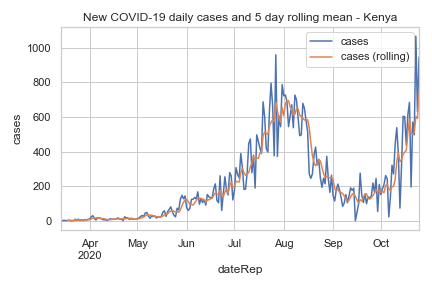 New COVID-19 daily cases and 5 day rolling mean - Kenya
cases
cases (rolling)
1000
800
600
400
200
0
cases
Apr
2020
May
Jun
Jul
Aug
Sep
Oct
dateRep